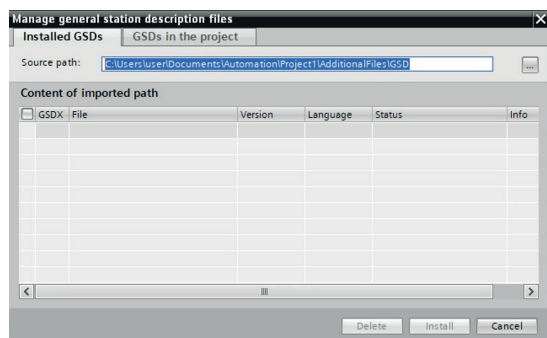 Manage general station description files
Installed GSDs
GSDs in the project
Source path:
C:\Users\user\Documents\Automation\Project1\AdditionalFiles\GSD
...
Content of imported path
GSDX File Version Language Status Info
Delete Install Cancel